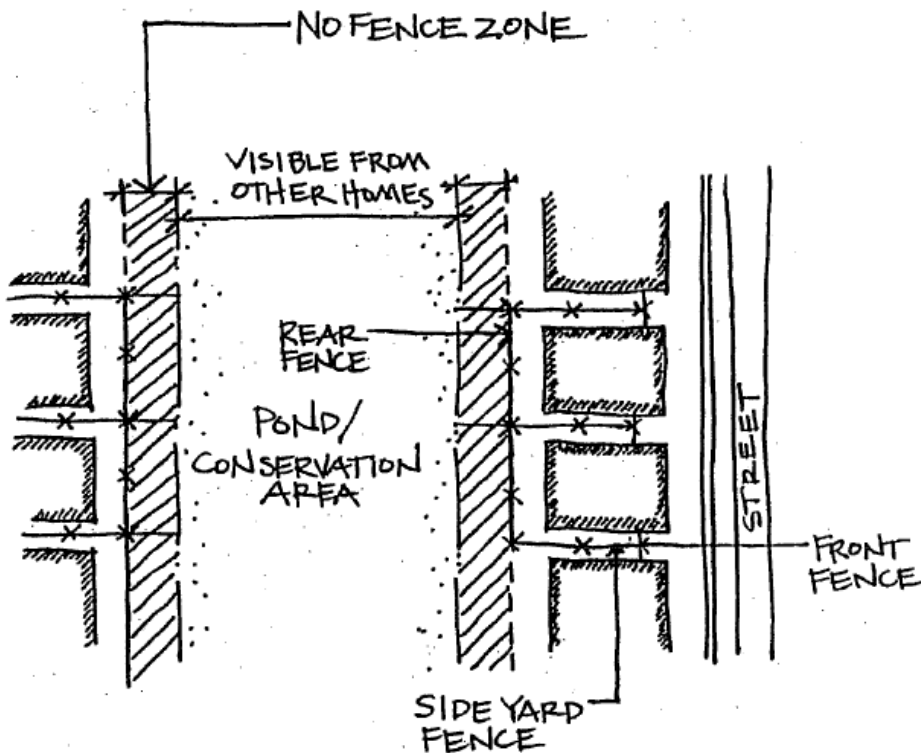 NO FENCE ZONE
VISIBLE FROM
OTHER HOMES
REAR
FENCE
POND/
CONSERVATION
AREA
STREET
FRONT
FENCE
SIDE YARD
FENCE